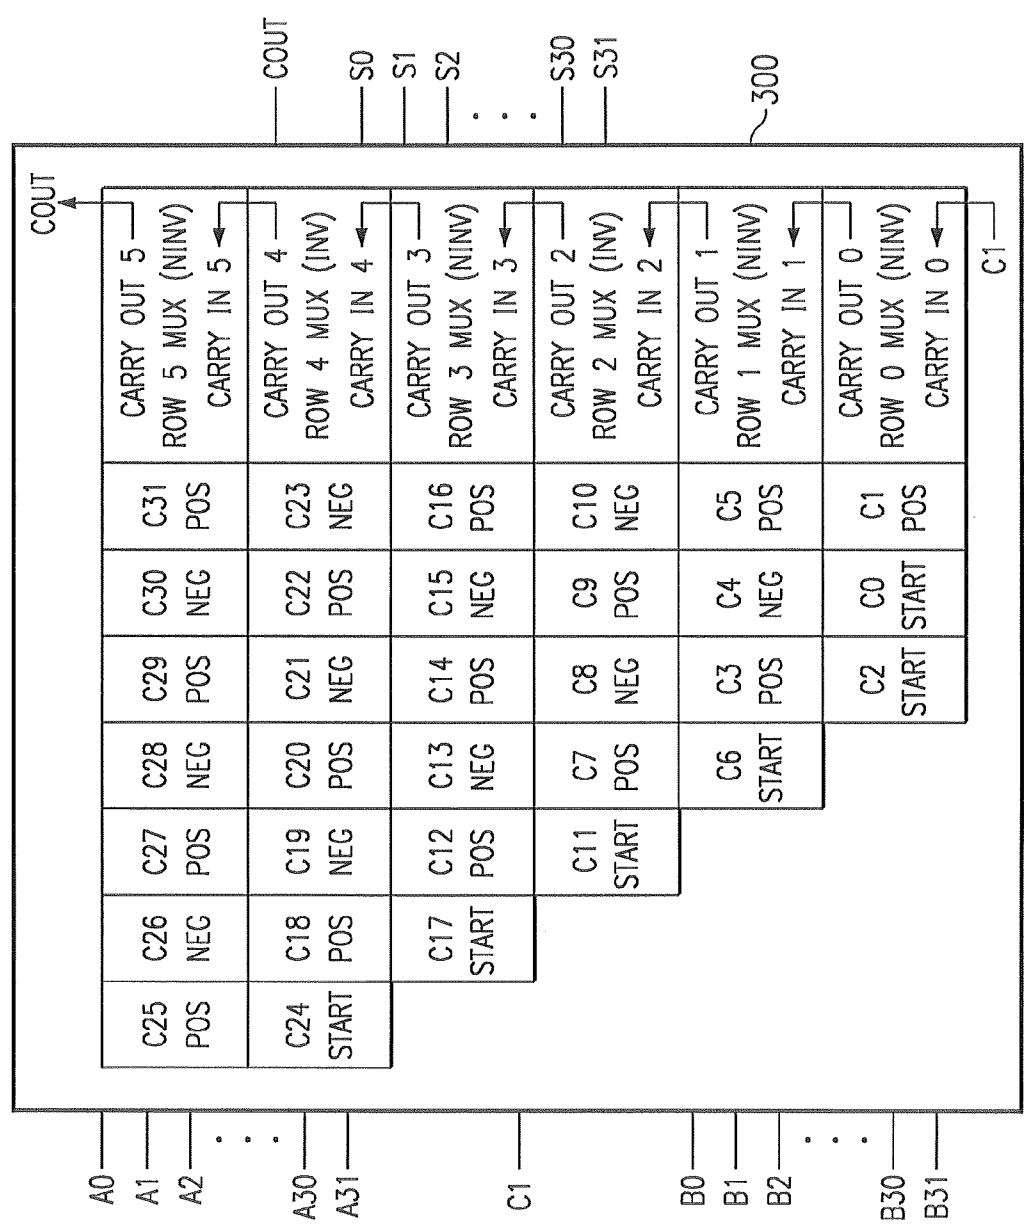 COUT
CARRY OUT 5
ROW 5 MUX (NINV)
CARRY IN 5
C31
POS
C30
NEG
C29
POS
C28
NEG
C27
POS
C26
NEG
C25
POS
CARRY OUT 4
ROW 4 MUX (INV)
CARRY IN 4
C23
NEG
C22
POS
C21
NEG
C20
POS
C19
NEG
C18
POS
C24
START
CARRY OUT 3
ROW 3 MUX (NINV)
CARRY IN 3
C16
POS
C15
NEG
C14
POS
C13
NEG
C12
POS
C17
START
CARRY OUT 2
ROW 2 MUX (INV)
CARRY IN 2
C10
NEG
C9
POS
C8
NEG
C7
POS
C11
START
CARRY OUT 1
ROW 1 MUX (NINV)
CARRY IN 1
C5
POS
C4
NEG
C3
POS
C6
START
CARRY OUT 0
ROW 0 MUX (NINV)
CARRY IN 0
C1
POS
C0
START
C2
START
C1
COUT
S0
S1
S2
S30
S31
300
A0
A1
A2
A30
A31
C1
B0
B1
B2
B30
B31